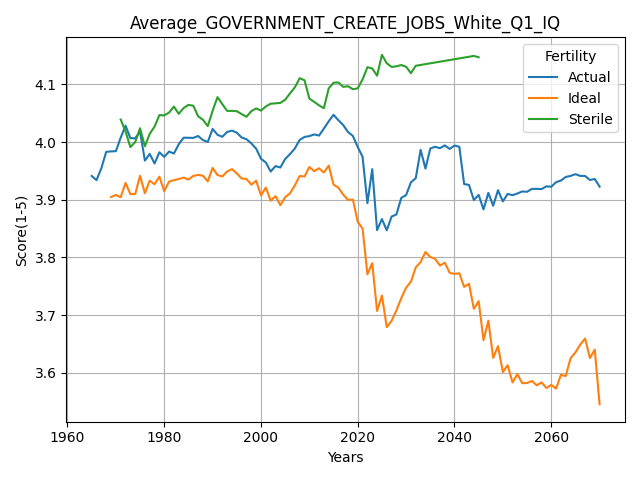 Average_GOVERNMENT_CREATE_JOBS_White_Q1_IQ
Fertility
Actual
Ideal
Sterile
Score(1-5)
4.1
4.0
3.9
3.8
3.7
3.6
1960 1980 2000 2020 2040 2060
Years